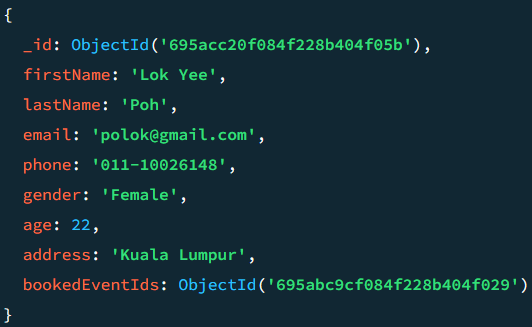 {
  _id: ObjectId('695acc20f084f228b404f05b'),
  firstName: 'Lok Yee',
  lastName: 'Poh',
  email: 'polok@gmail.com',
  phone: '011-10026148',
  gender: 'Female',
  age: 22,
  address: 'Kuala Lumpur',
  bookedEventIds: ObjectId('695abc9cf084f228b404f029')
}